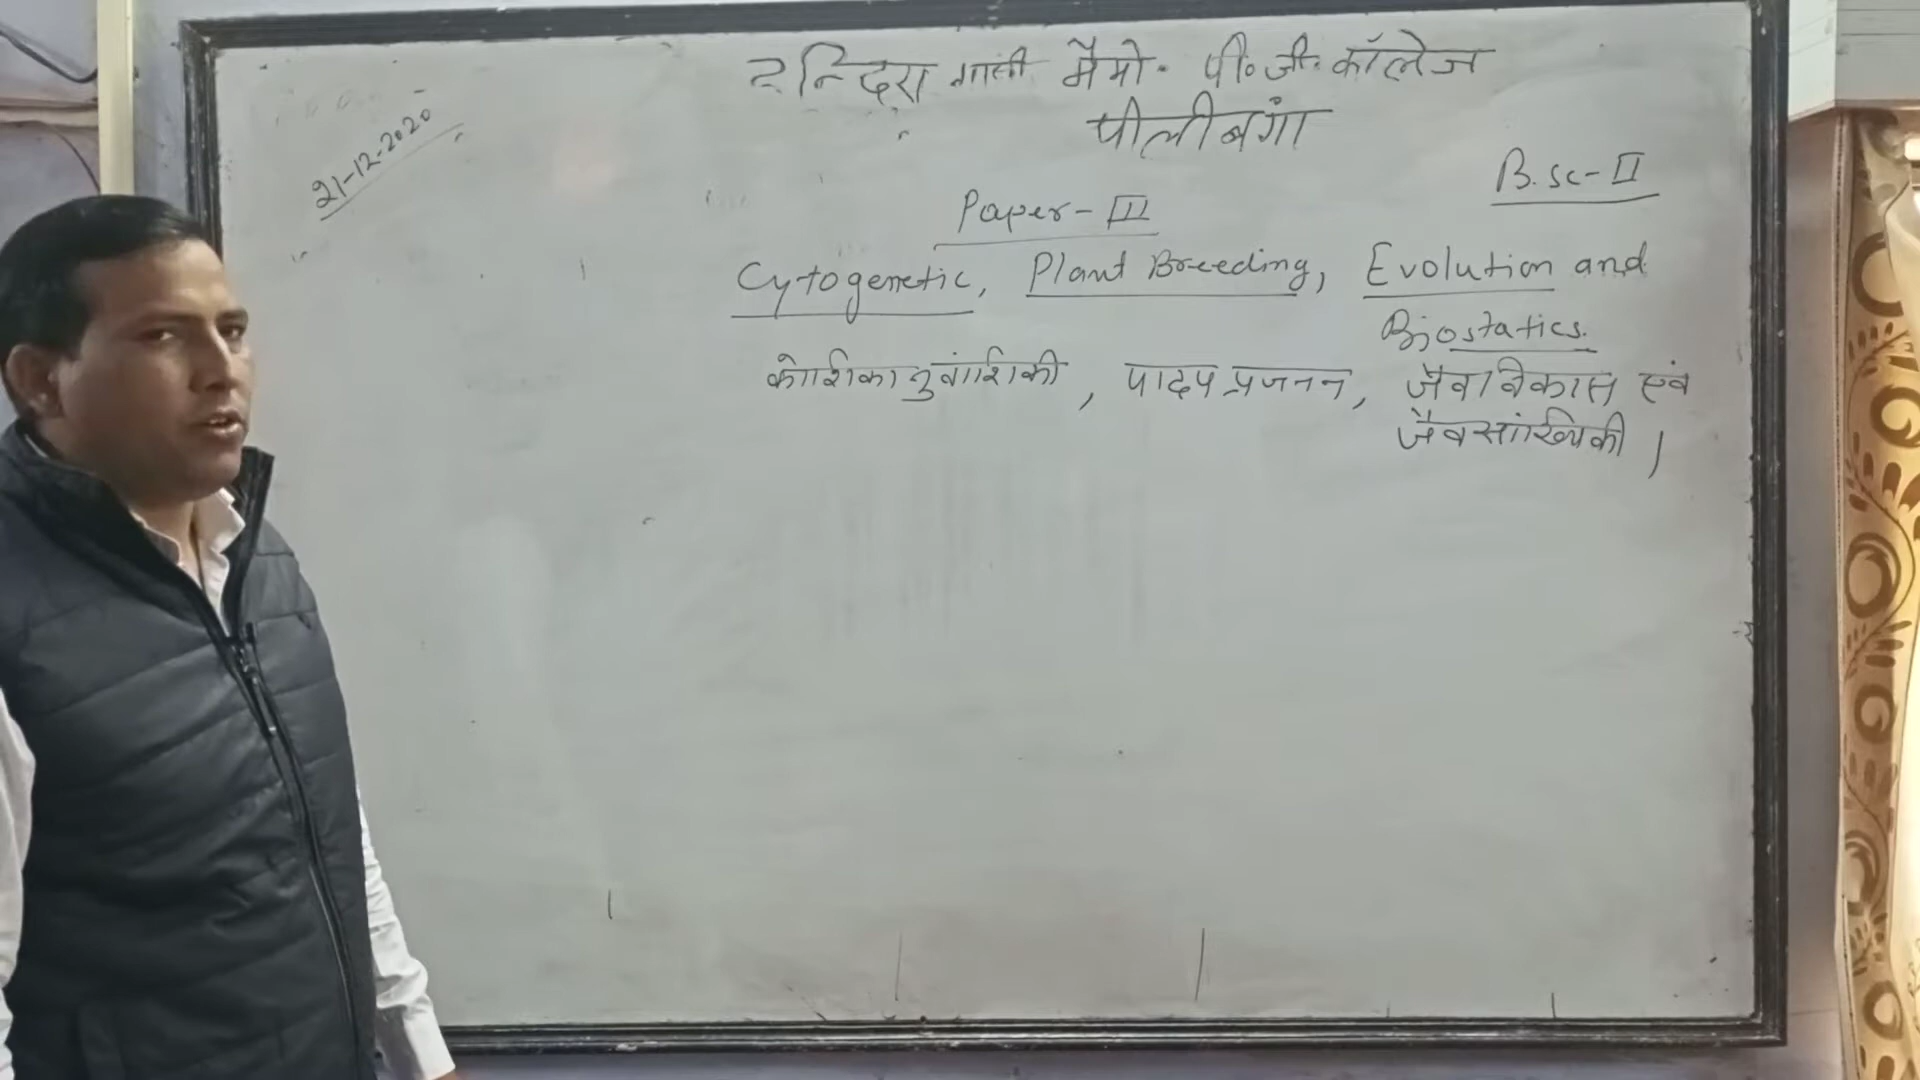 21-12-2020
इन्दिरा गान्धी मैमो. पी. जी. कॉलेज
पीलीबंगा
B.Sc-II
Paper-III
Cytogenetic, Plant Breeding, Evolution and
Biostatics.
कोशिकानुवांशिकी, पादप प्रजनन, जैवविकास एवं
जैवसांख्यिकी।